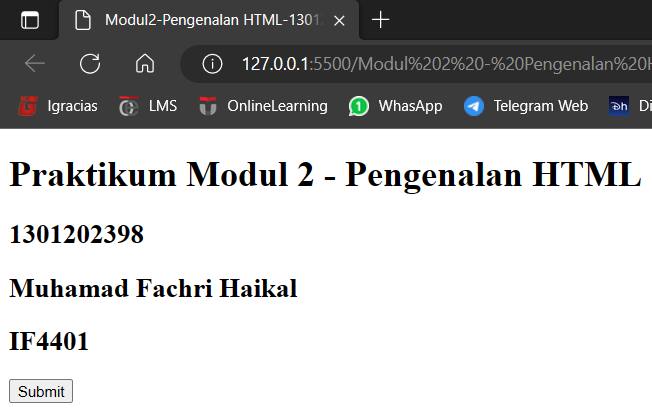 Modul2-Pengenalan HTML-1301
127.0.0.1:5500/Modul%202%20-%20Pengenalan%20
Igracias LMS OnlineLearning WhasApp Telegram Web Di
Praktikum Modul 2 - Pengenalan HTML
1301202398
Muhamad Fachri Haikal
IF4401
Submit